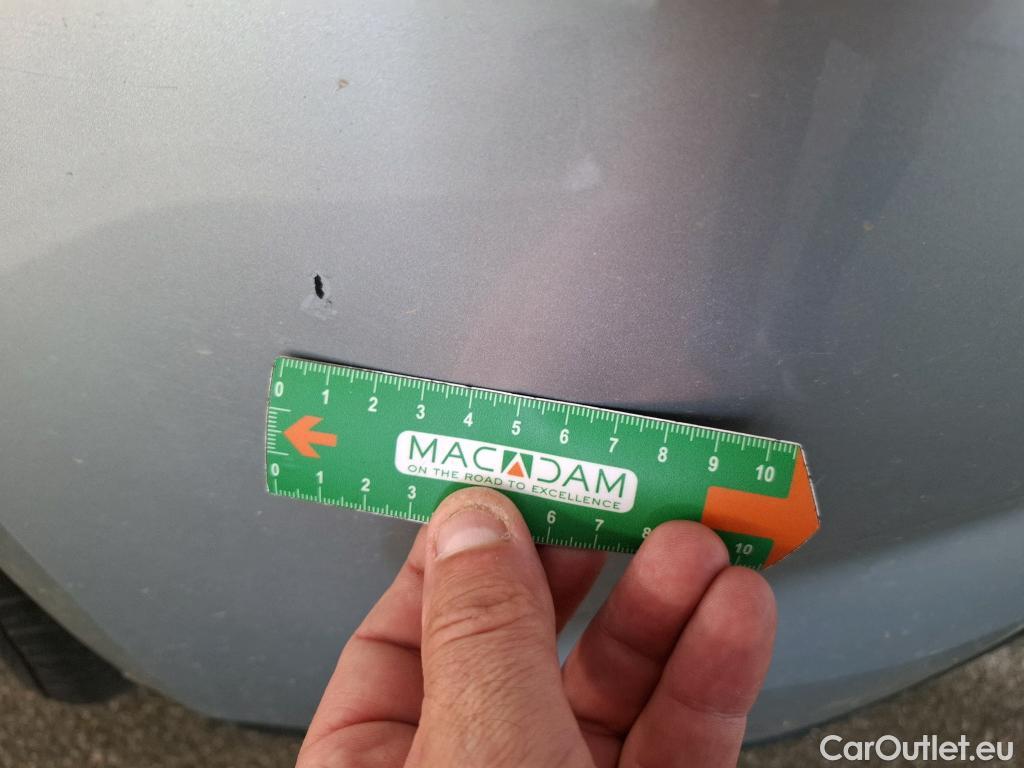 0 1 2 3 4 5 6 7 8 9 10
MACADAM
ON THE ROAD TO EXCELLENCE
0 1 2 3 6 7 8 10
CarOutlet.eu